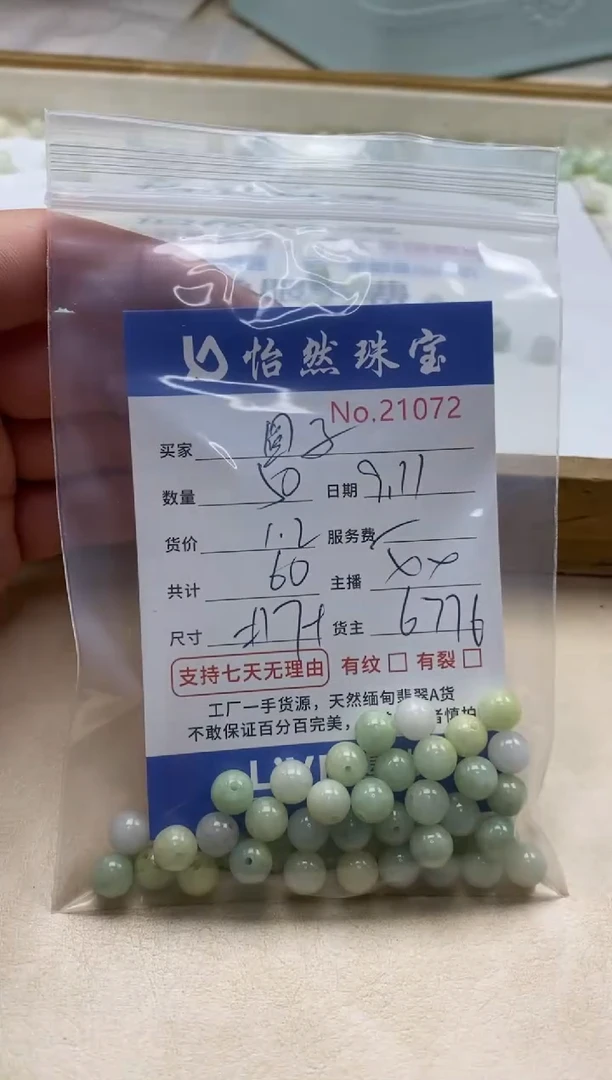 怡然珠宝
No.21072
买家
数量 50 日期 9.11
货价 1.2 服务费
共计 60 主播
尺寸 货主 6776
支持七天无理由 有纹 有裂
工厂一手货源，天然缅甸翡翠A货
不敢保证百分百完美，者慎拍